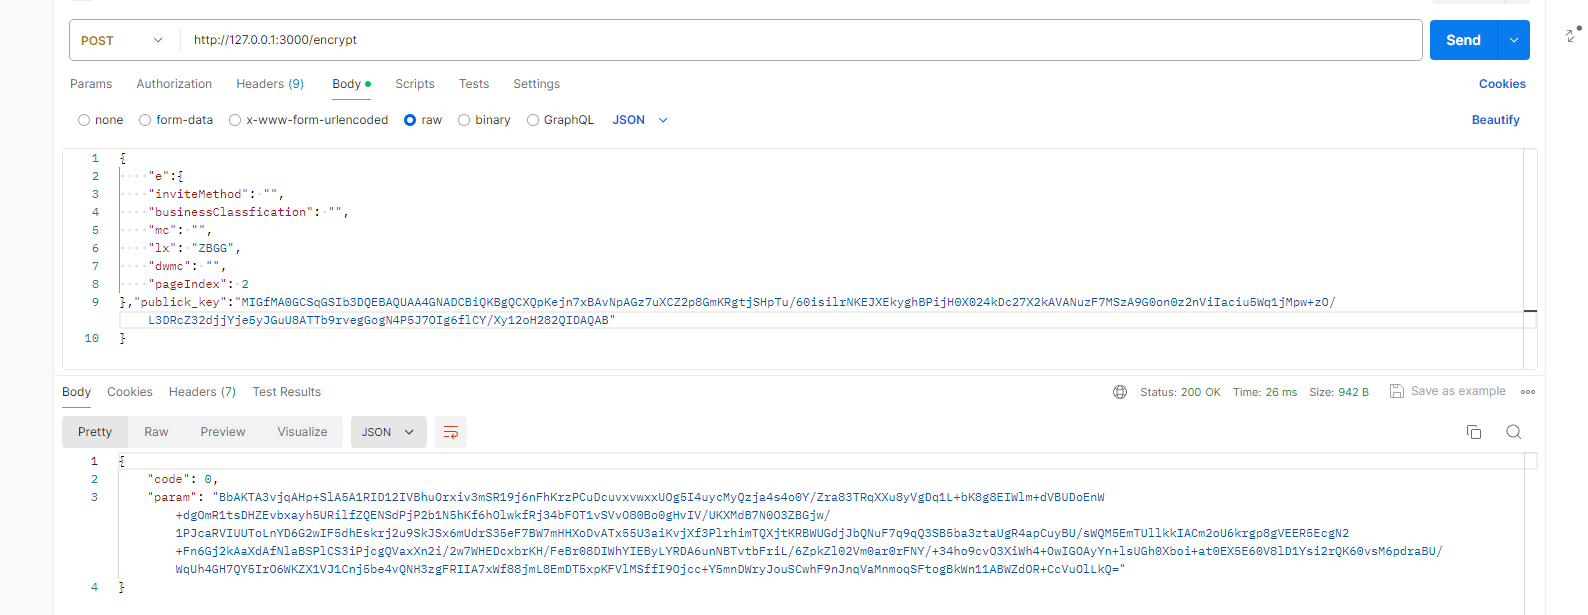 POST
http://127.0.0.1:3000/encrypt
Send
Params Authorization Headers (9) Body Scripts Tests Settings Cookies
none form-data x-www-form-urlencoded raw binary GraphQL JSON Beautify
1 {
2 "e":{
3 "inviteMethod": "",
4 "businessClassfication": "",
5 "mc": "",
6 "lx": "ZBGG",
7 "dwmc": "",
8 "pageIndex": 2
9 },"publick_key":"MIGfMA0GCSqGSIb3DQEBAQUAA4GNADCBiQKBgQCXQpKejn7xBAvNpAGz7uXCZ2p8GmKRgtjSHpTu/60isilrNKEJXEkyghBPijH0X024kDc27X2kAVANuzF7MSzA9G0on0z2nViIaciu5Wq1jMpw+zO/
L3DRcZ32djjYje5yJGuU8ATTb9rvegGogN4P5J7OIg6flCY/Xy12oH282QIDAQAB"
10 }
Body Cookies Headers (7) Test Results Status: 200 OK Time: 26 ms Size: 942 B Save as example
Pretty Raw Preview Visualize JSON
1 {
2 "code": 0,
3 "param": "BbAKTA3vjqAHp+SlA5A1RID12IVBhuOrxiv3mSR19j6nFhKrzPCuDcuvxvwxxUOg5I4uycMyQzja4s4o0Y/Zra83TRqXXu8yVgDq1L+bK8g8EIWlm+dVBUDoEnW
+dgOmR1tsDHZEvbxayh5URilfZQENSdPjP2b1N5hKf6hOlwkfRj34bFOT1vSVvO80Bo0gHvIV/UKXMdB7N0O3ZBGjw/
1PJcaRVIUUToLnYD6G2wIF5dhEskrj2u9SkJSx6mUdrS35eF7BW7mHHXoDvATx55U3aiKvjXf3PlrhimTQXjtKRBWUGdjJbQNuF7q9qQ3SB5ba3ztaUgR4apCuyBU/sWQM5EmTUllkkIACm2oU6krgp8gVEER5EcgN2
+Fn6Gj2kAaXdAfNlaBSPlCS3iPjcgQVaxXn2i/2w7WHEDcxbrKH/FeBr08DIWhYIEByLYRDA6unNBTvtbFriL/6ZpkZl02Vm0ar0rFNY/+34ho9cvO3XiWh4+OwIGOAyYn+lsUGh0Xboi+at0EX5E60V8lD1Ysi2rQK60vsM6pdraBU/
WqUh4GH7QY5IrO6WKZX1VJ1Cnj5be4vQNH3zgFRIIA7xWf88jmL8EmDT5xpKFVlMSffI9Ojcc+Y5mnDWryJouSCwhF9nJnqVaMnmoqSFtogBkWn11ABWZdOR+CcVuOlLkQ="
4 }